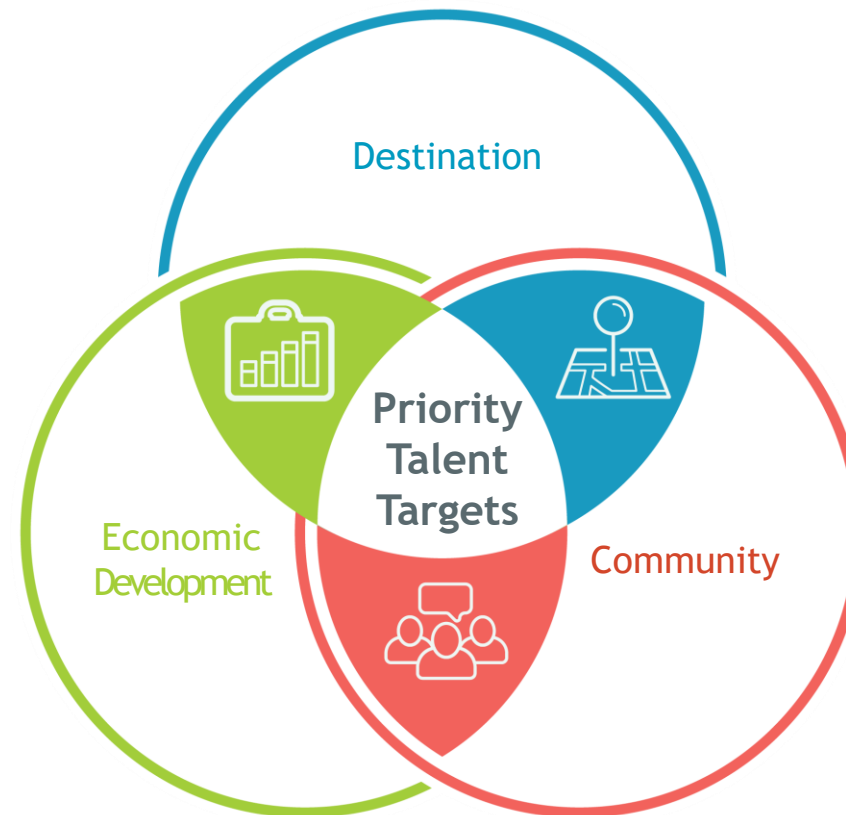 Destination
Priority
Talent
Targets
Economic
Development
Community